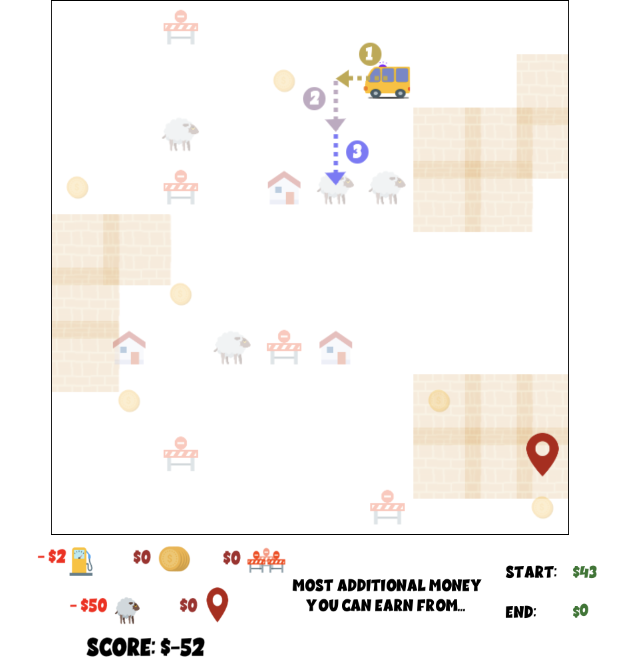 1
2
3
- $2
$0
$0
- $50
$0
MOST ADDITIONAL MONEY
YOU CAN EARN FROM...
START: $43
END: $0
SCORE: $-52